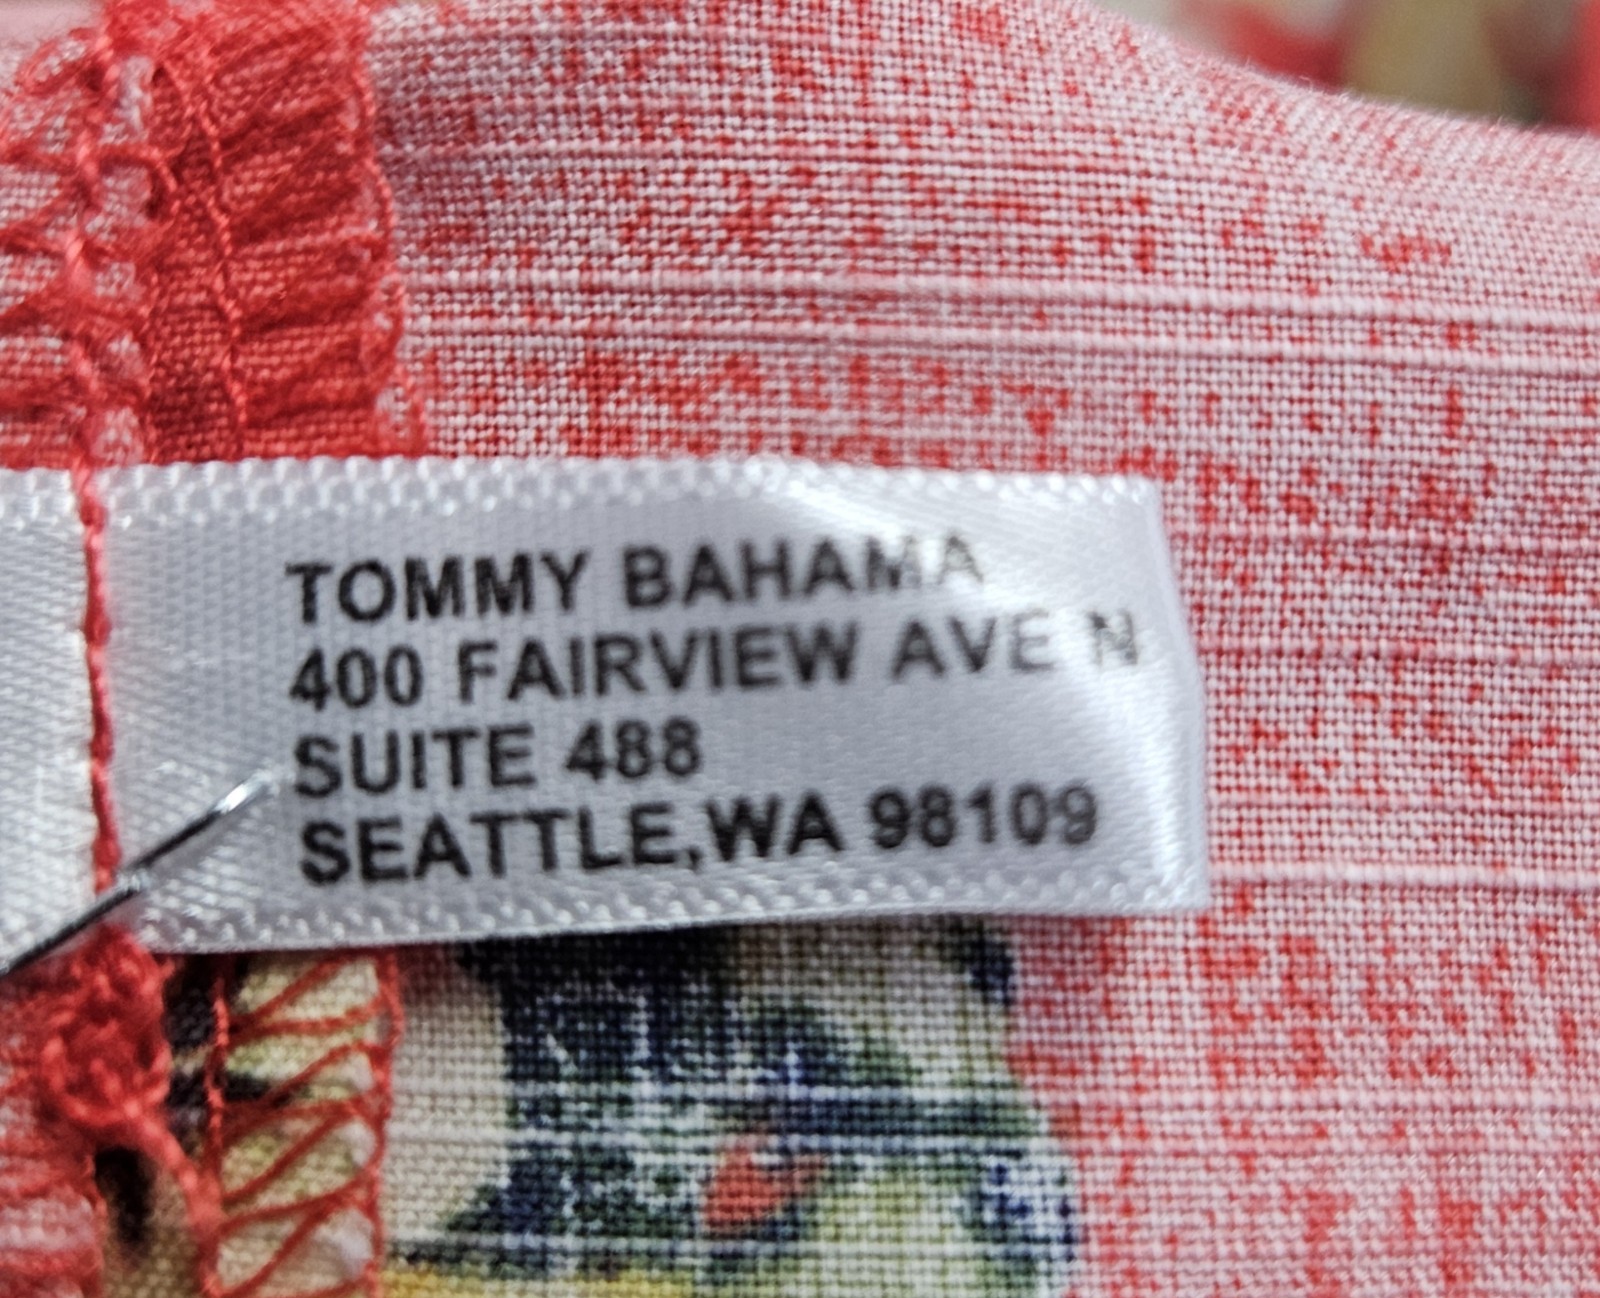 TOMMY BAHAMA
400 FAIRVIEW AVE N
SUITE 488
SEATTLE,WA 98109